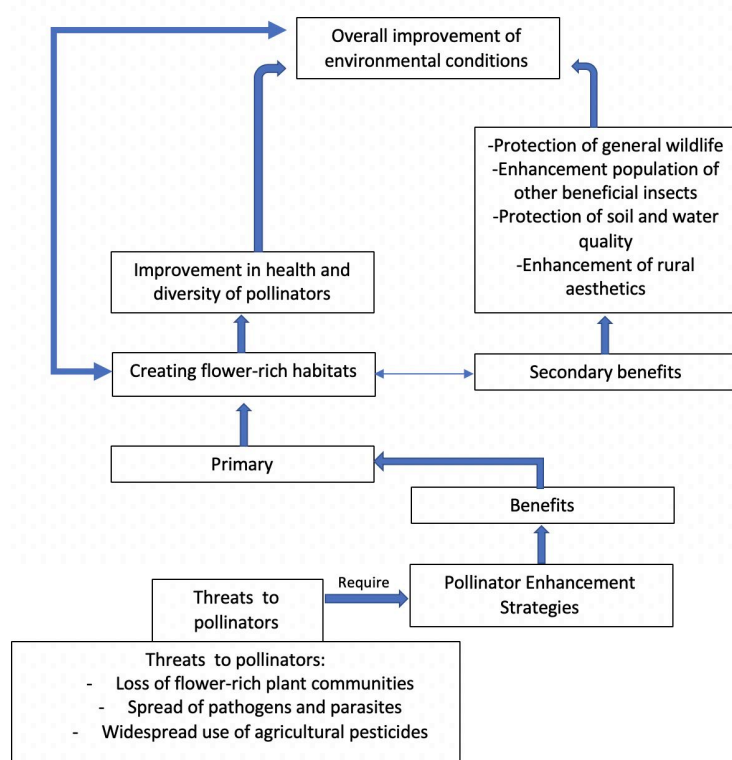 Overall improvement of
environmental conditions
-Protection of general wildlife
-Enhancement population of
other beneficial insects
-Protection of soil and water
quality
-Enhancement of rural
aesthetics
Improvement in health and
diversity of pollinators
Creating flower-rich habitats
Secondary benefits
Primary
Benefits
Require
Pollinator Enhancement
Strategies
Threats to
pollinators
Threats to pollinators:
- Loss of flower-rich plant communities
- Spread of pathogens and parasites
- Widespread use of agricultural pesticides